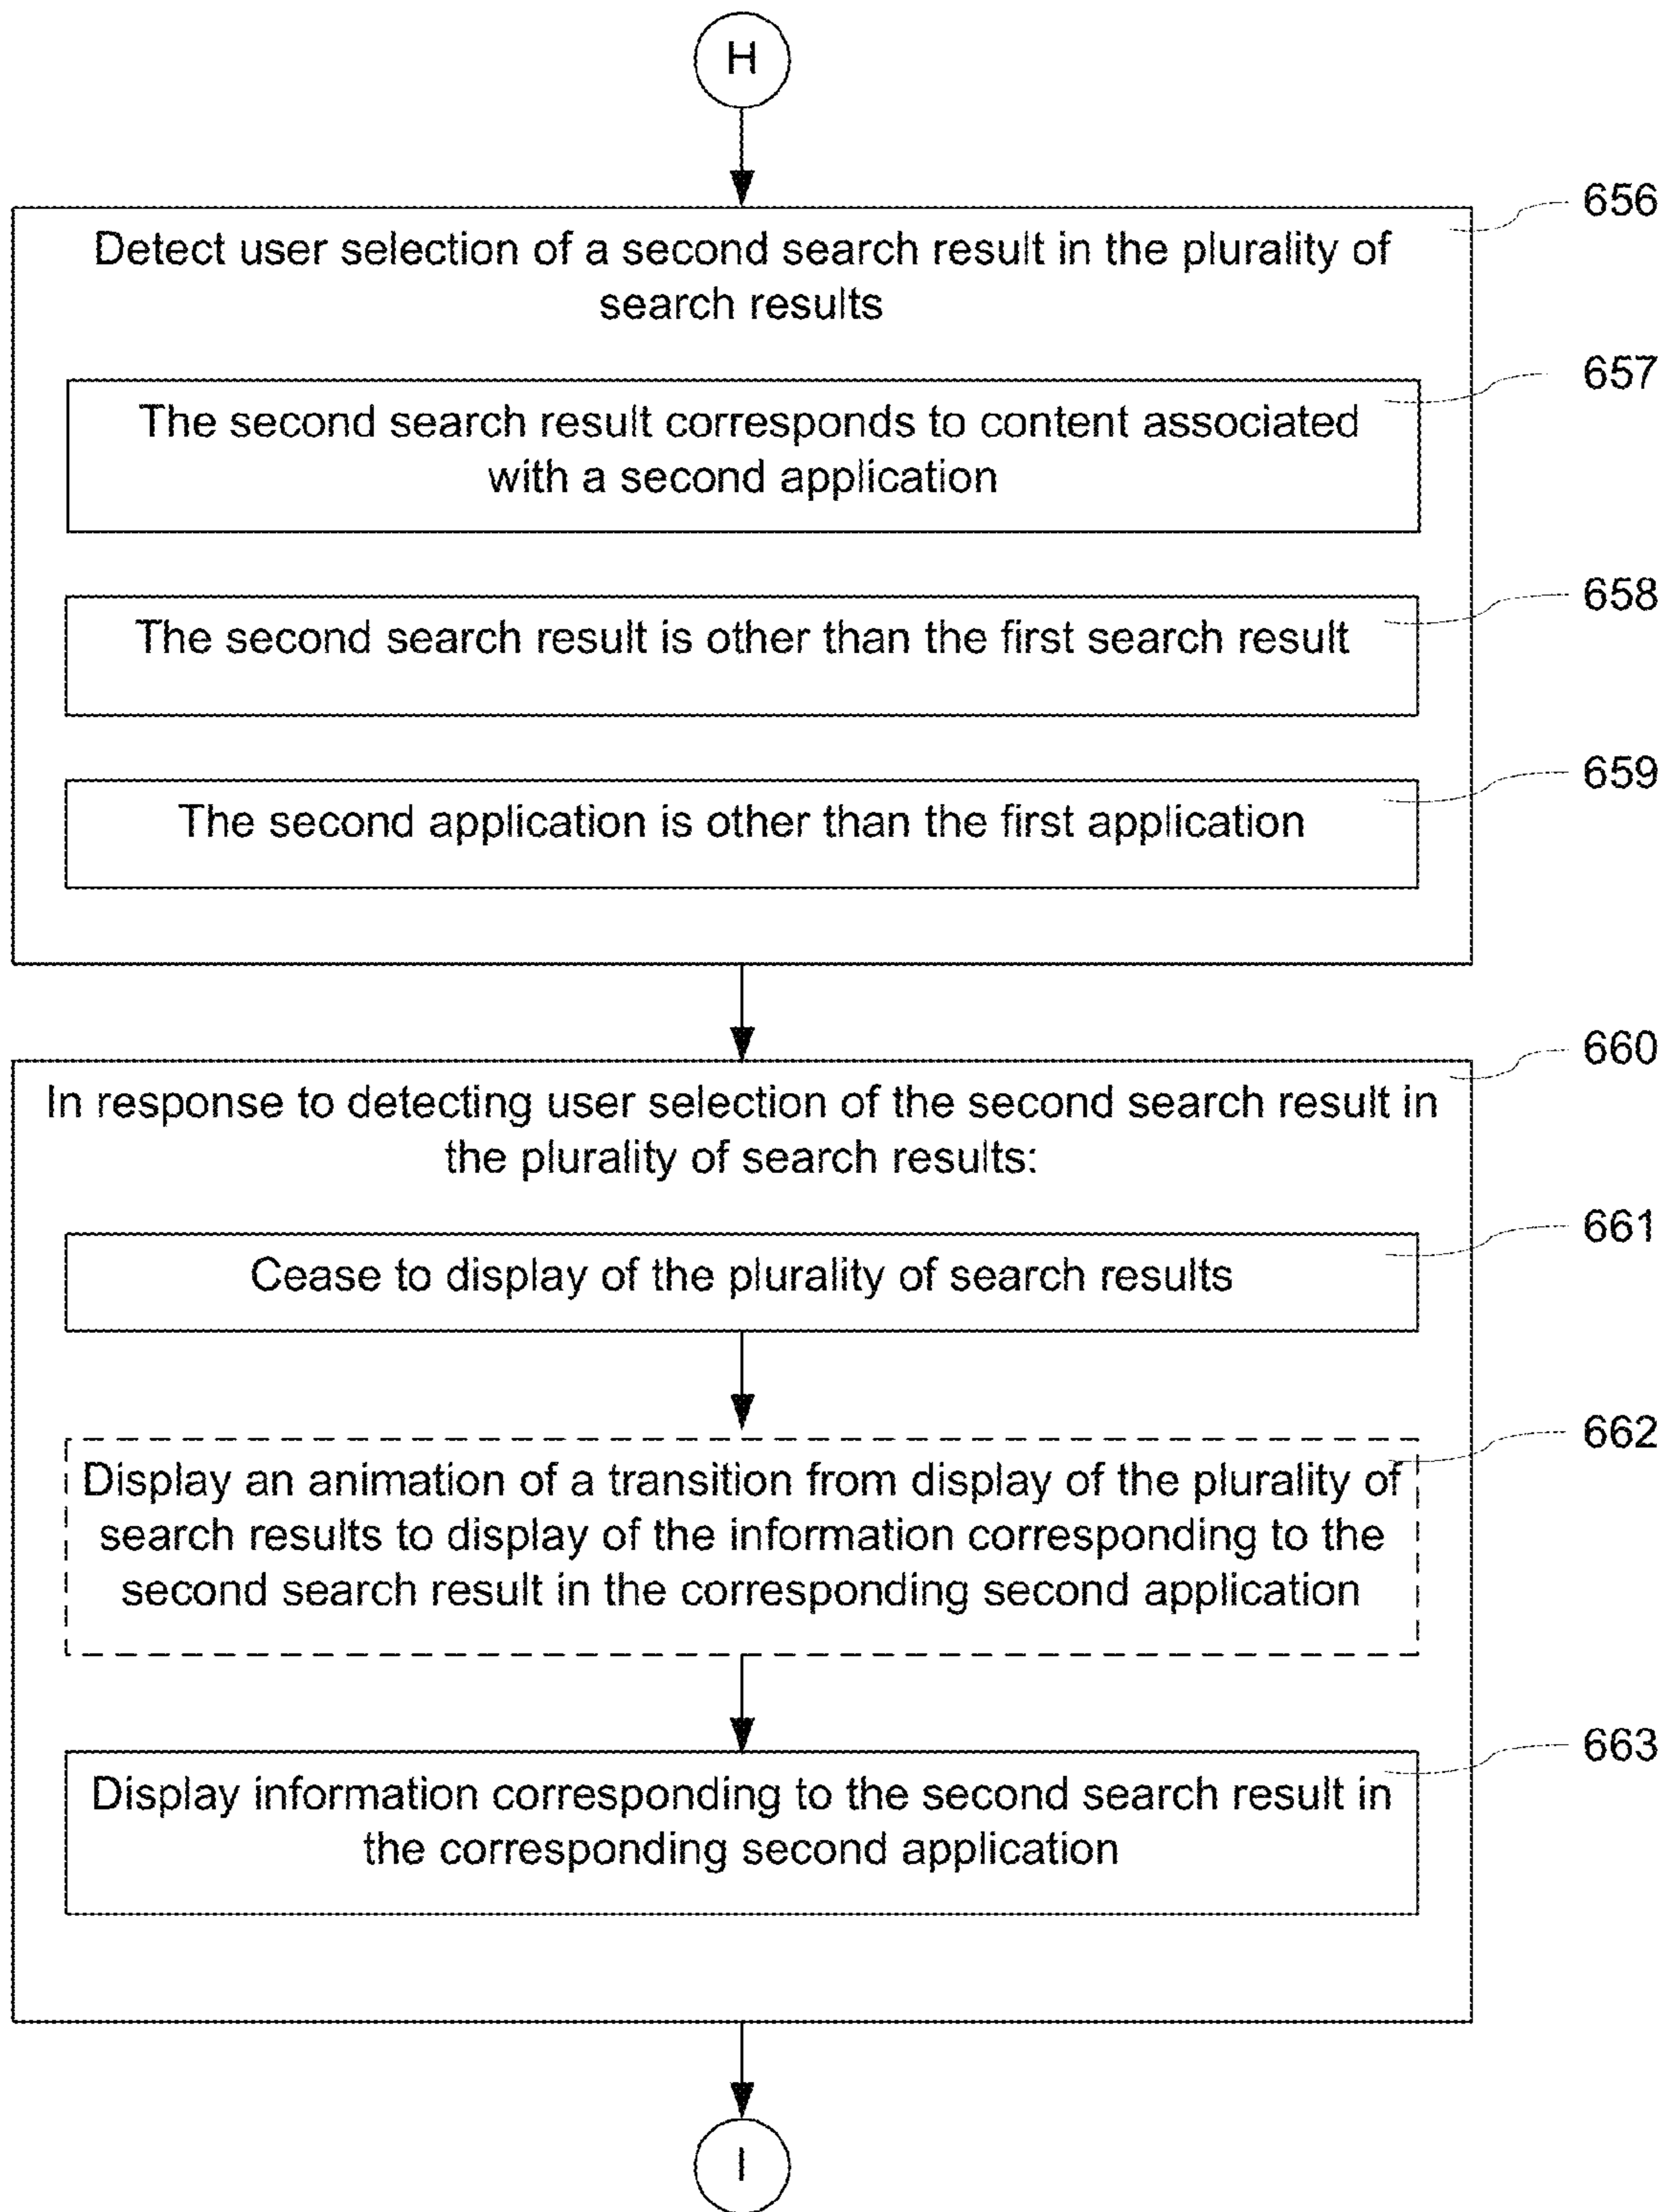 H
656
Detect user selection of a second search result in the plurality of
search results
657
The second search result corresponds to content associated
with a second application
658
The second search result is other than the first search result
659
The second application is other than the first application
660
In response to detecting user selection of the second search result in
the plurality of search results:
661
Cease to display of the plurality of search results
662
Display an animation of a transition from display of the plurality of
search results to display of the information corresponding to the
second search result in the corresponding second application
663
Display information corresponding to the second search result in
the corresponding second application
I